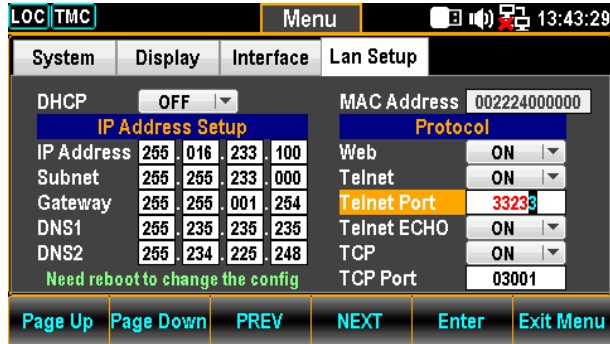 LOC TMC Menu 13:43:29
System Display Interface Lan Setup
DHCP OFF MAC Address 002224000000
IP Address Setup Protocol
IP Address 255 . 016 . 233 . 100 Web ON
Subnet 255 . 255 . 233 . 000 Telnet ON
Gateway 255 . 255 . 001 . 254 Telnet Port 33233
DNS1 255 . 235 . 235 . 235 Telnet ECHO ON
DNS2 255 . 234 . 225 . 248 TCP ON
Need reboot to change the config TCP Port 03001
Page Up Page Down PREV NEXT Enter Exit Menu